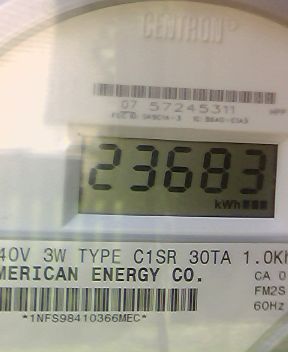 CENTRON®
07 57245311
23683
kWh
40V 3W TYPE C1SR 30TA 1.0Kh
MERICAN ENERGY CO.
CA 0
FM2S
60Hz
*1NFS98410366MEC*